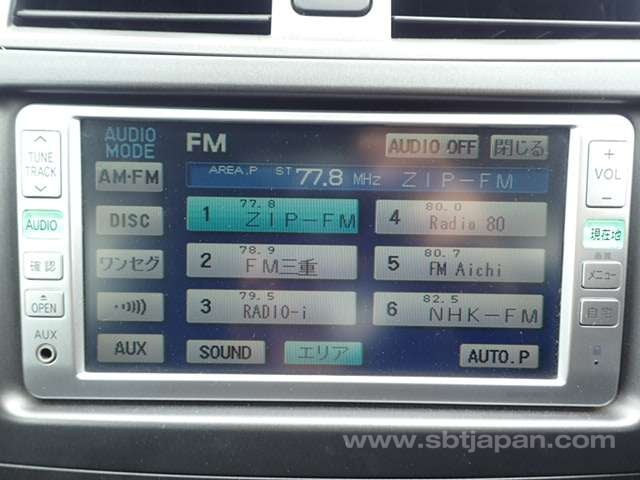 TUNE
TRACK
AUDIO
確認
OPEN
AUX
AUDIO
MODE
FM
AUDIO OFF
閉じる
AM·FM
AREA.P ST 77.8 MHz ZIP-FM
DISC
1 77.8 ZIP-FM
4 80.0 Radio 80
ワンセグ
2 78.9 FM三重
5 80.7 FM Aichi
3 79.5 RADIO-i
6 82.5 NHK-FM
AUX
SOUND
エリア
AUTO.P
+
VOL
-
現在地
画質
メニュー
自宅
www.sbtjapan.com